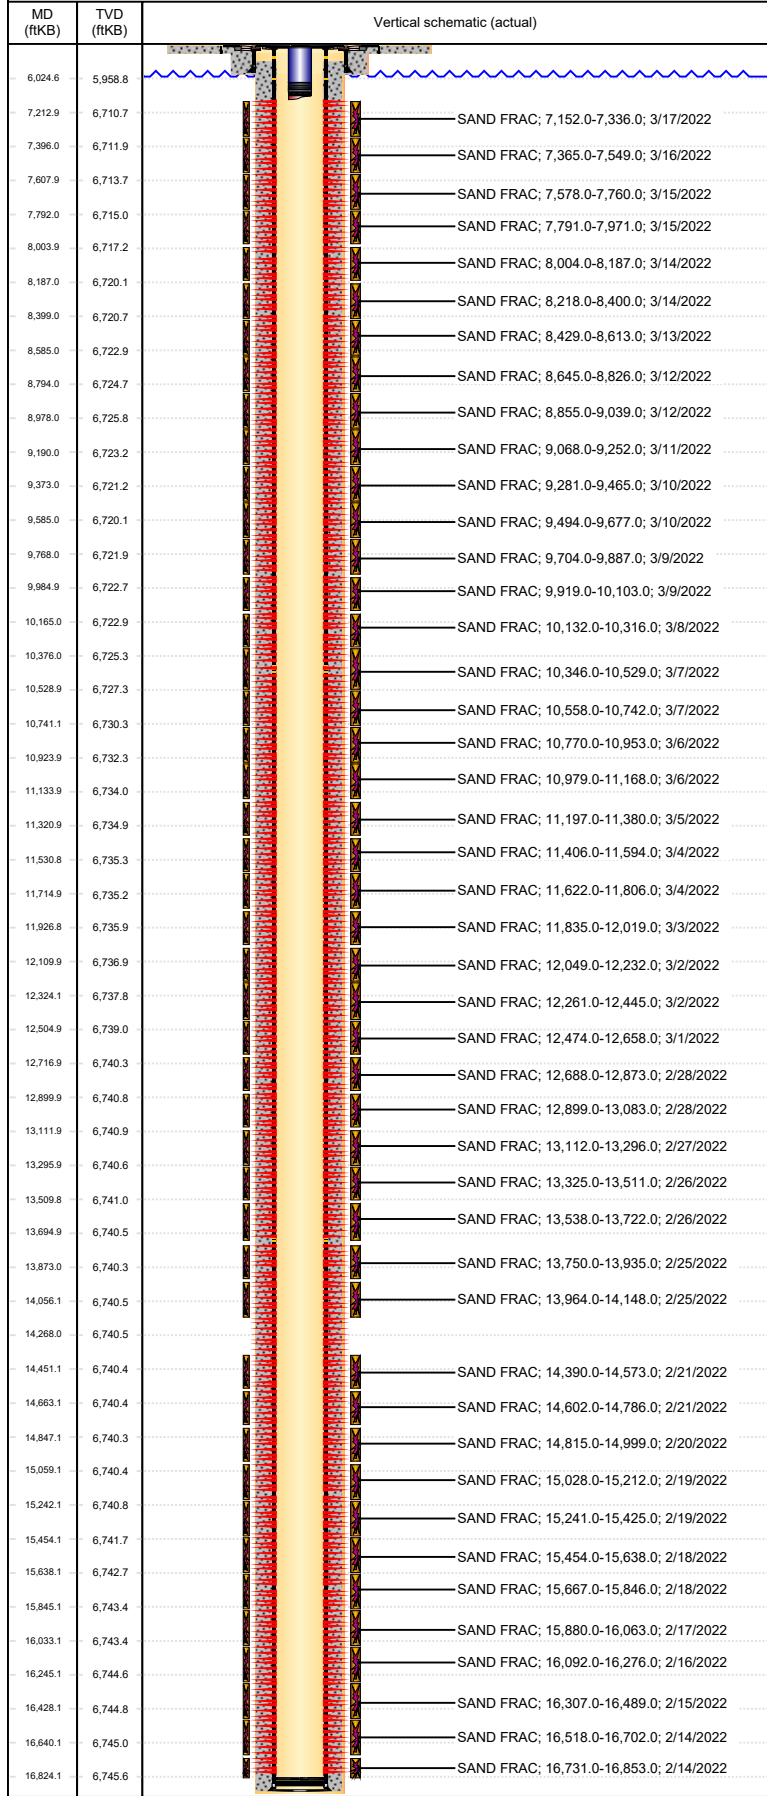 MD (ftKB)
TVD (ftKB)
Vertical schematic (actual)
6,024.6 5,958.8
7,212.9 6,710.7
SAND FRAC; 7,152.0-7,336.0; 3/17/2022
7,396.0 6,711.9
SAND FRAC; 7,365.0-7,549.0; 3/16/2022
7,607.9 6,713.7
SAND FRAC; 7,578.0-7,760.0; 3/15/2022
7,792.0 6,715.0
SAND FRAC; 7,791.0-7,971.0; 3/15/2022
8,003.9 6,717.2
SAND FRAC; 8,004.0-8,187.0; 3/14/2022
8,187.0 6,720.1
SAND FRAC; 8,218.0-8,400.0; 3/14/2022
8,399.0 6,720.7
SAND FRAC; 8,429.0-8,613.0; 3/13/2022
8,585.0 6,722.9
SAND FRAC; 8,645.0-8,826.0; 3/12/2022
8,794.0 6,724.7
SAND FRAC; 8,855.0-9,039.0; 3/12/2022
8,978.0 6,725.8
SAND FRAC; 9,068.0-9,252.0; 3/11/2022
9,190.0 6,723.2
9,373.0 6,721.2
SAND FRAC; 9,281.0-9,465.0; 3/10/2022
9,585.0 6,720.1
SAND FRAC; 9,494.0-9,677.0; 3/10/2022
9,768.0 6,721.9
SAND FRAC; 9,704.0-9,887.0; 3/9/2022
9,984.9 6,722.7
SAND FRAC; 9,919.0-10,103.0; 3/9/2022
10,165.0 6,722.9
SAND FRAC; 10,132.0-10,316.0; 3/8/2022
10,376.0 6,725.3
SAND FRAC; 10,346.0-10,529.0; 3/7/2022
10,528.9 6,727.3
SAND FRAC; 10,558.0-10,742.0; 3/7/2022
10,741.1 6,730.3
SAND FRAC; 10,770.0-10,953.0; 3/6/2022
10,923.9 6,732.3
SAND FRAC; 10,979.0-11,168.0; 3/6/2022
11,133.9 6,734.0
SAND FRAC; 11,197.0-11,380.0; 3/5/2022
11,320.9 6,734.9
SAND FRAC; 11,406.0-11,594.0; 3/4/2022
11,530.8 6,735.3
SAND FRAC; 11,622.0-11,806.0; 3/4/2022
11,714.9 6,735.2
11,926.8 6,735.9
SAND FRAC; 11,835.0-12,019.0; 3/3/2022
12,109.9 6,736.9
SAND FRAC; 12,049.0-12,232.0; 3/2/2022
12,324.1 6,737.8
SAND FRAC; 12,261.0-12,445.0; 3/2/2022
12,504.9 6,739.0
SAND FRAC; 12,474.0-12,658.0; 3/1/2022
12,716.9 6,740.3
SAND FRAC; 12,688.0-12,873.0; 2/28/2022
12,899.9 6,740.8
SAND FRAC; 12,899.0-13,083.0; 2/28/2022
13,111.9 6,740.9
SAND FRAC; 13,112.0-13,296.0; 2/27/2022
13,295.9 6,740.6
SAND FRAC; 13,325.0-13,511.0; 2/26/2022
13,509.8 6,741.0
SAND FRAC; 13,538.0-13,722.0; 2/26/2022
13,694.9 6,740.5
SAND FRAC; 13,750.0-13,935.0; 2/25/2022
13,873.0 6,740.3
SAND FRAC; 13,964.0-14,148.0; 2/25/2022
14,056.1 6,740.5
14,268.0 6,740.5
14,451.1 6,740.4
SAND FRAC; 14,390.0-14,573.0; 2/21/2022
14,663.1 6,740.4
SAND FRAC; 14,602.0-14,786.0; 2/21/2022
14,847.1 6,740.3
SAND FRAC; 14,815.0-14,999.0; 2/20/2022
15,059.1 6,740.4
SAND FRAC; 15,028.0-15,212.0; 2/19/2022
15,242.1 6,740.8
SAND FRAC; 15,241.0-15,425.0; 2/19/2022
15,454.1 6,741.7
SAND FRAC; 15,454.0-15,638.0; 2/18/2022
15,638.1 6,742.7
SAND FRAC; 15,667.0-15,846.0; 2/18/2022
15,845.1 6,743.4
SAND FRAC; 15,880.0-16,063.0; 2/17/2022
16,033.1 6,743.4
SAND FRAC; 16,092.0-16,276.0; 2/16/2022
16,245.1 6,744.6
SAND FRAC; 16,307.0-16,489.0; 2/15/2022
16,428.1 6,744.8
SAND FRAC; 16,518.0-16,702.0; 2/14/2022
16,640.1 6,745.0
SAND FRAC; 16,731.0-16,853.0; 2/14/2022
16,824.1 6,745.6